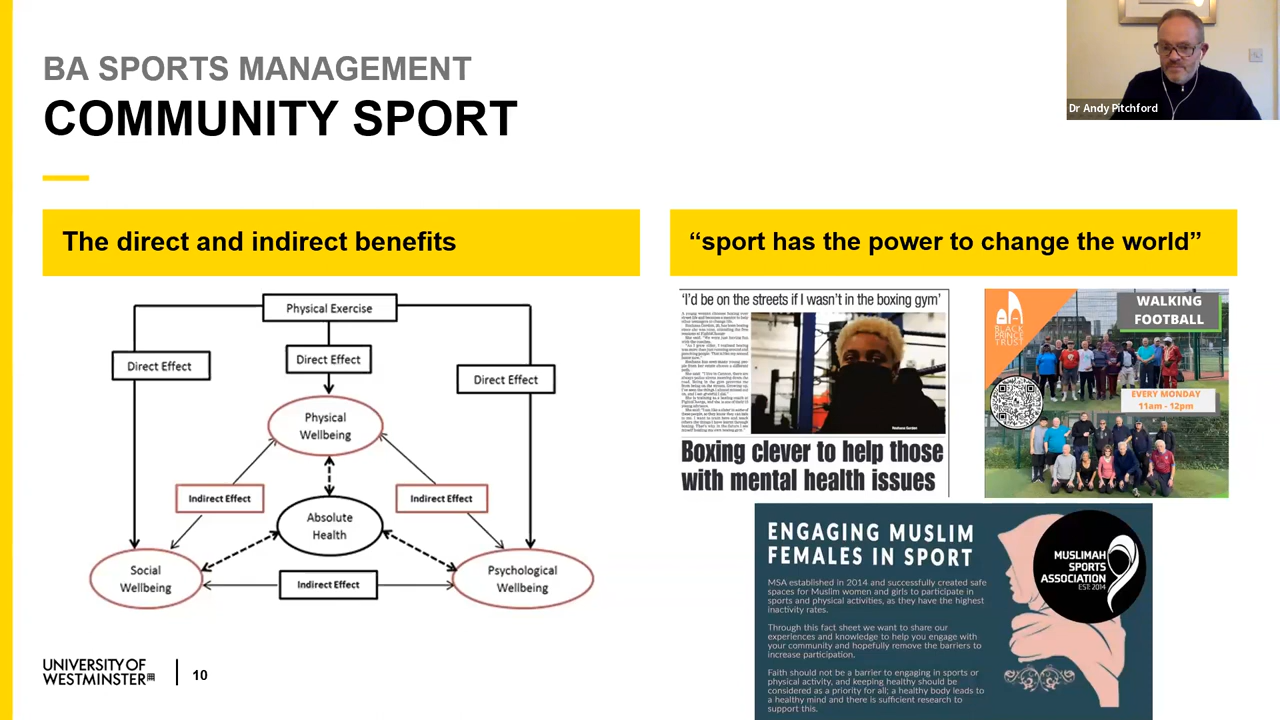 BA SPORTS MANAGEMENT
COMMUNITY SPORT
Dr Andy Pitchford
The direct and indirect benefits
Physical Exercise
Direct Effect
Direct Effect
Direct Effect
Physical
Wellbeing
Indirect Effect
Indirect Effect
Absolute
Health
Social
Wellbeing
Indirect Effect
Psychological
Wellbeing
“sport has the power to change the world”
'I'd be on the streets if I wasn't in the boxing gym'
Boxing clever to help those
with mental health issues
BLACK
PRINCE
TRUST
WALKING
FOOTBALL
EVERY MONDAY
11am - 12pm
ENGAGING MUSLIM
FEMALES IN SPORT
MSA established in 2014 and successfully created safe
spaces for Muslim women and girls to participate in
sports and physical activities, as they have the highest
inactivity rates.
Through this fact sheet we want to share our
experiences and knowledge to help you engage with
your community and hopefully remove the barriers to
increase participation.
Faith should not be a barrier to engaging in sports or
physical activity, and keeping healthy should be
considered as a priority for all; a healthy body leads to
a healthy mind and there is sufficient research to
support this.
MUSLIMAH
SPORTS
ASSOCIATION
EST: 2014
UNIVERSITY OF
WESTMINSTER
10